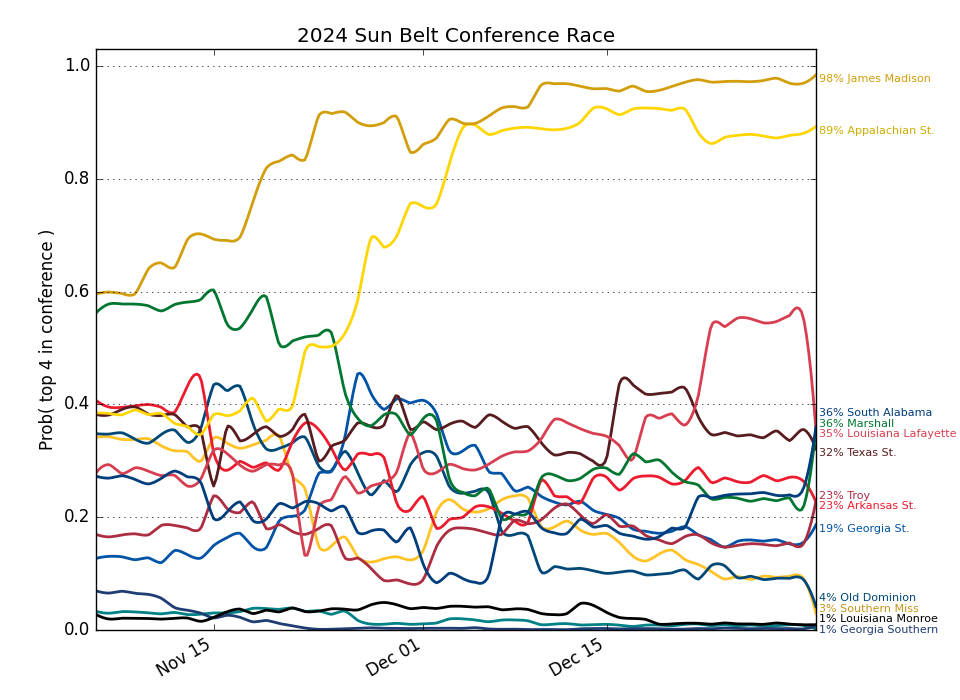 2024 Sun Belt Conference Race
Prob( top 4 in conference )
1.0
0.8
0.6
0.4
0.2
0.0
Nov 15
Dec 01
Dec 15
98% James Madison
89% Appalachian St.
36% South Alabama
36% Marshall
35% Louisiana Lafayette
32% Texas St.
23% Troy
23% Arkansas St.
19% Georgia St.
4% Old Dominion
3% Southern Miss
1% Louisiana Monroe
1% Georgia Southern